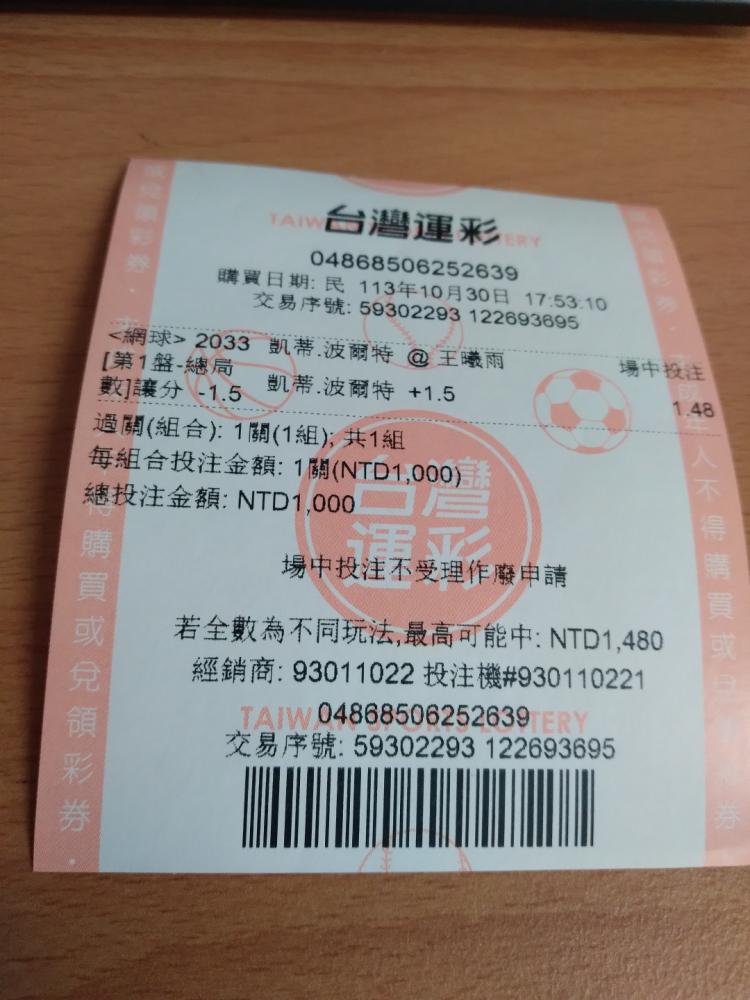 TAIWAN SPORTS LOTTERY
台灣運彩
04868506252639
購買日期: 民 113年10月30日 17:53:10
交易序號: 59302293 122693695
<網球> 2033 凱蒂.波爾特 @ 王曦雨 場中投注
[第1盤-總局
數]讓分 -1.5 凱蒂.波爾特 +1.5 1.48
過關(組合): 1關(1組); 共1組
每組合投注金額: 1關(NTD1,000)
總投注金額: NTD1,000
台灣
運彩
場中投注不受理作廢申請
若全數為不同玩法,最高可能中: NTD1,480
經銷商: 93011022 投注機#930110221
TAIWAN SPORTS LOTTERY
04868506252639
交易序號: 59302293 122693695
得購買或兌領彩券.
人不得購買或